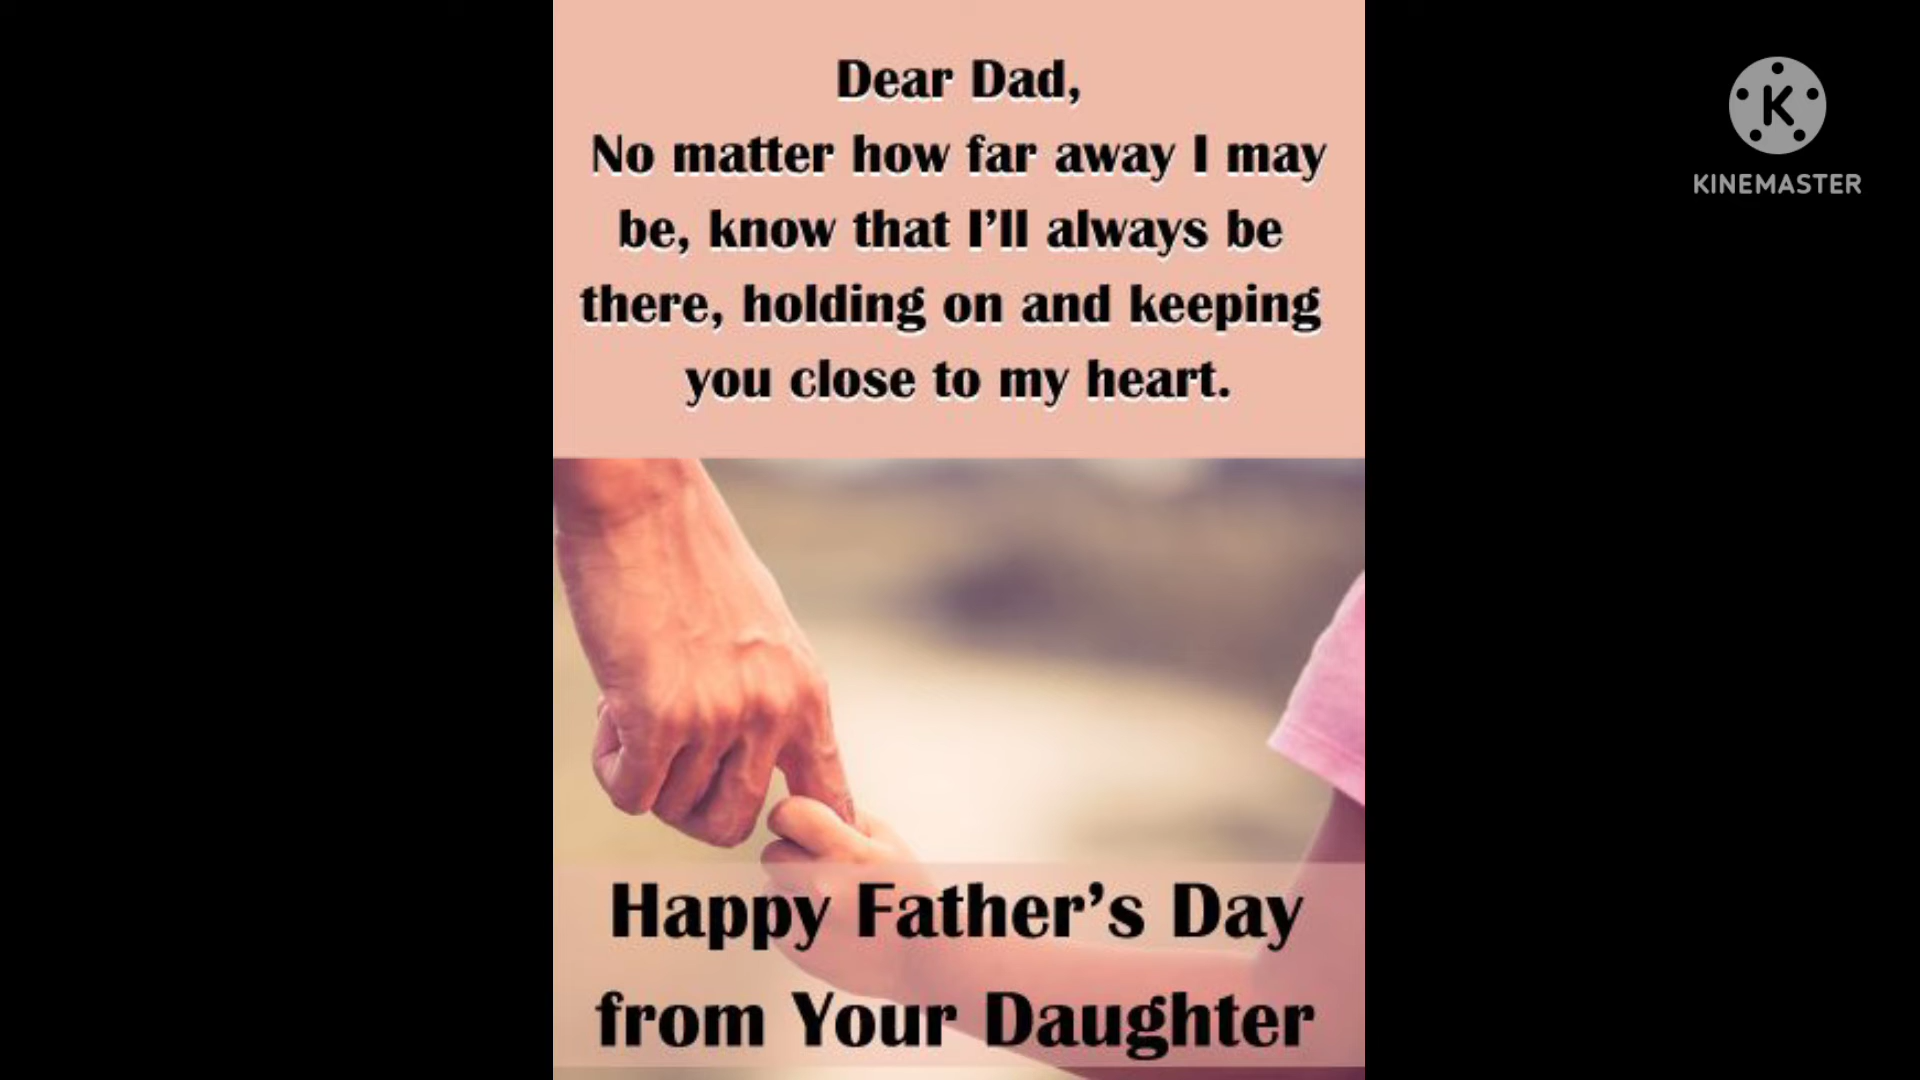 Dear Dad,
No matter how far away I may
be, know that I’ll always be
there, holding on and keeping
you close to my heart.
Happy Father’s Day
from Your Daughter
K
KINEMASTER